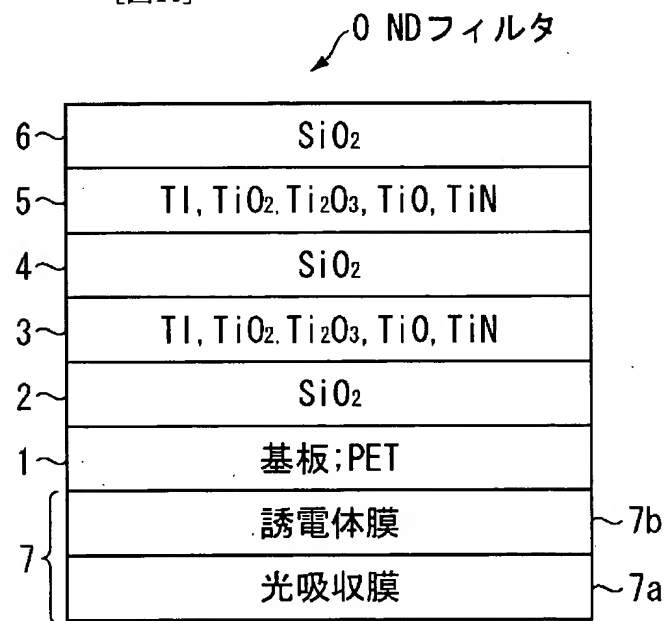 0 NDフィルタ
6 SiO2
5 TI, TiO2, Ti2O3, TiO, TiN
4 SiO2
3 TI, TiO2, Ti2O3, TiO, TiN
2 SiO2
1 基板;PET
7
誘電体膜 7b
光吸収膜 7a